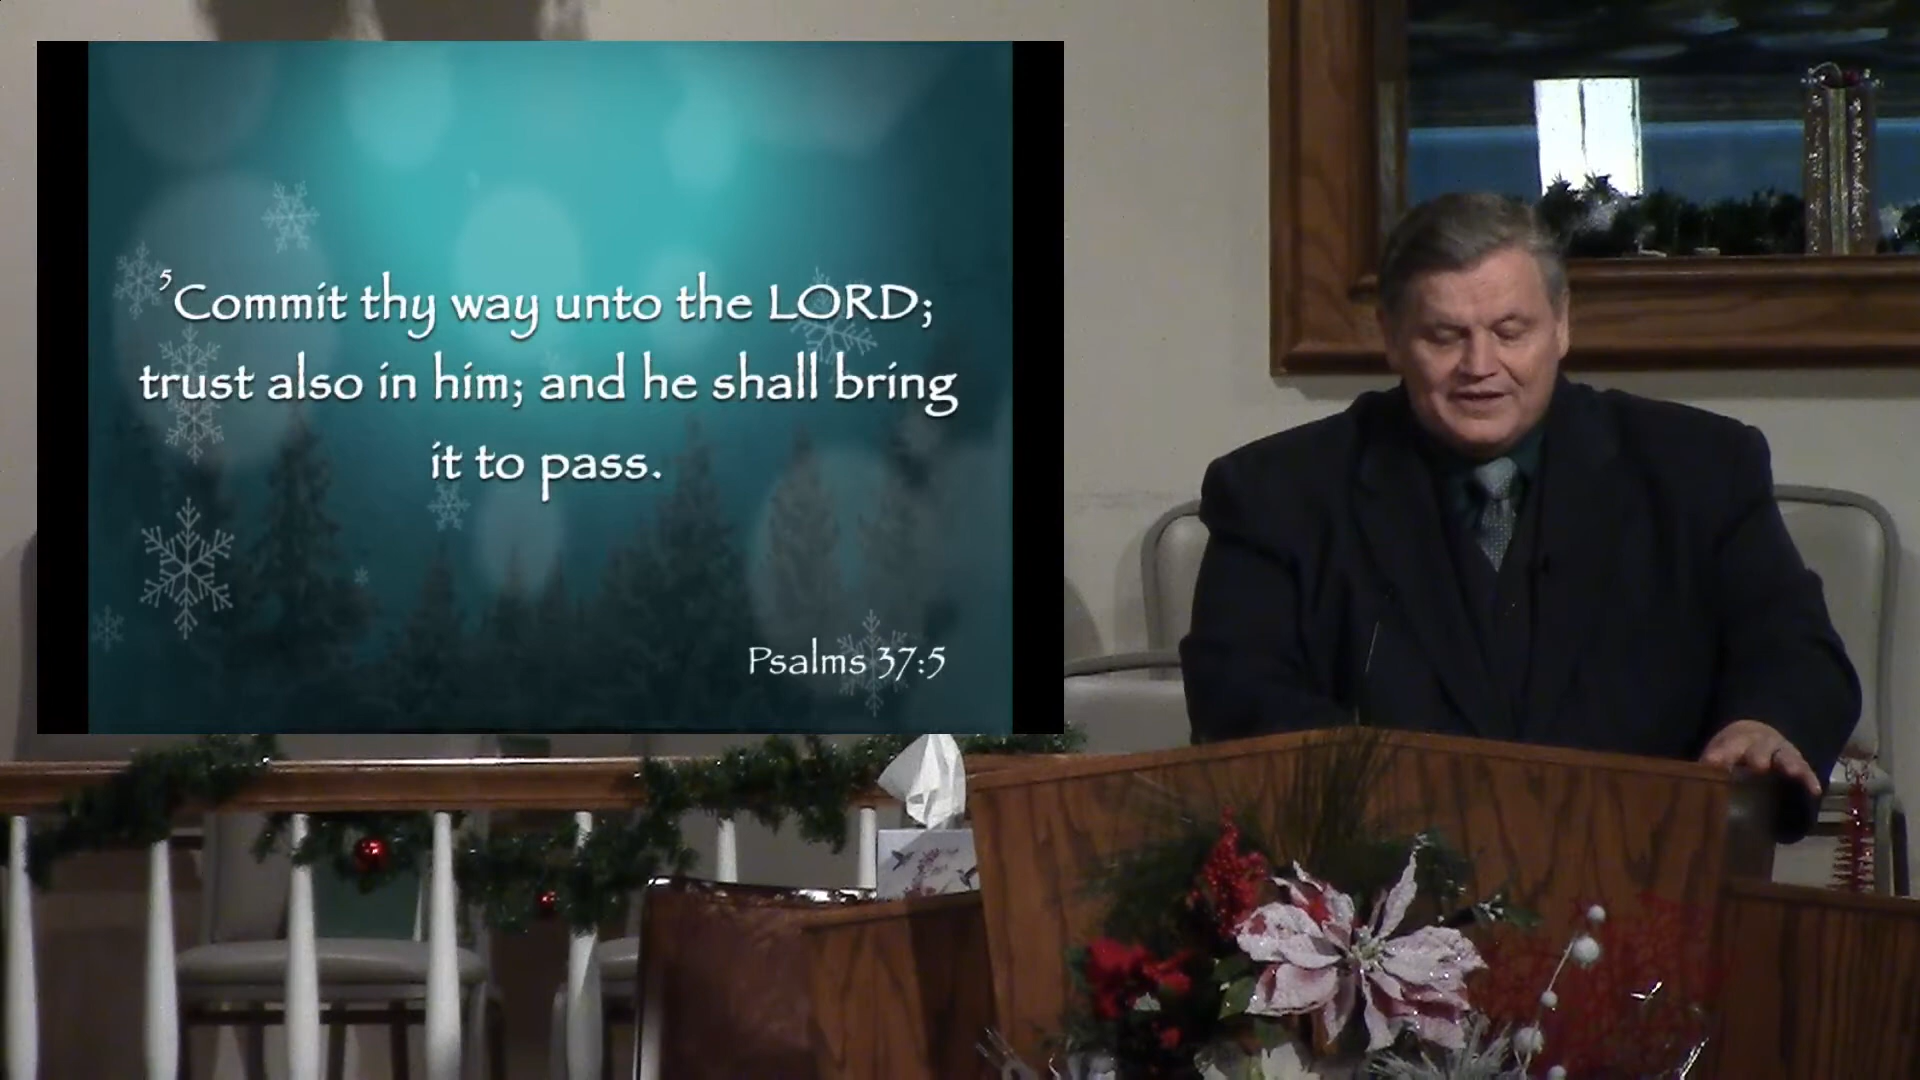 ⁵Commit thy way unto the LORD;
trust also in him; and he shall bring
it to pass.
Psalms 37:5